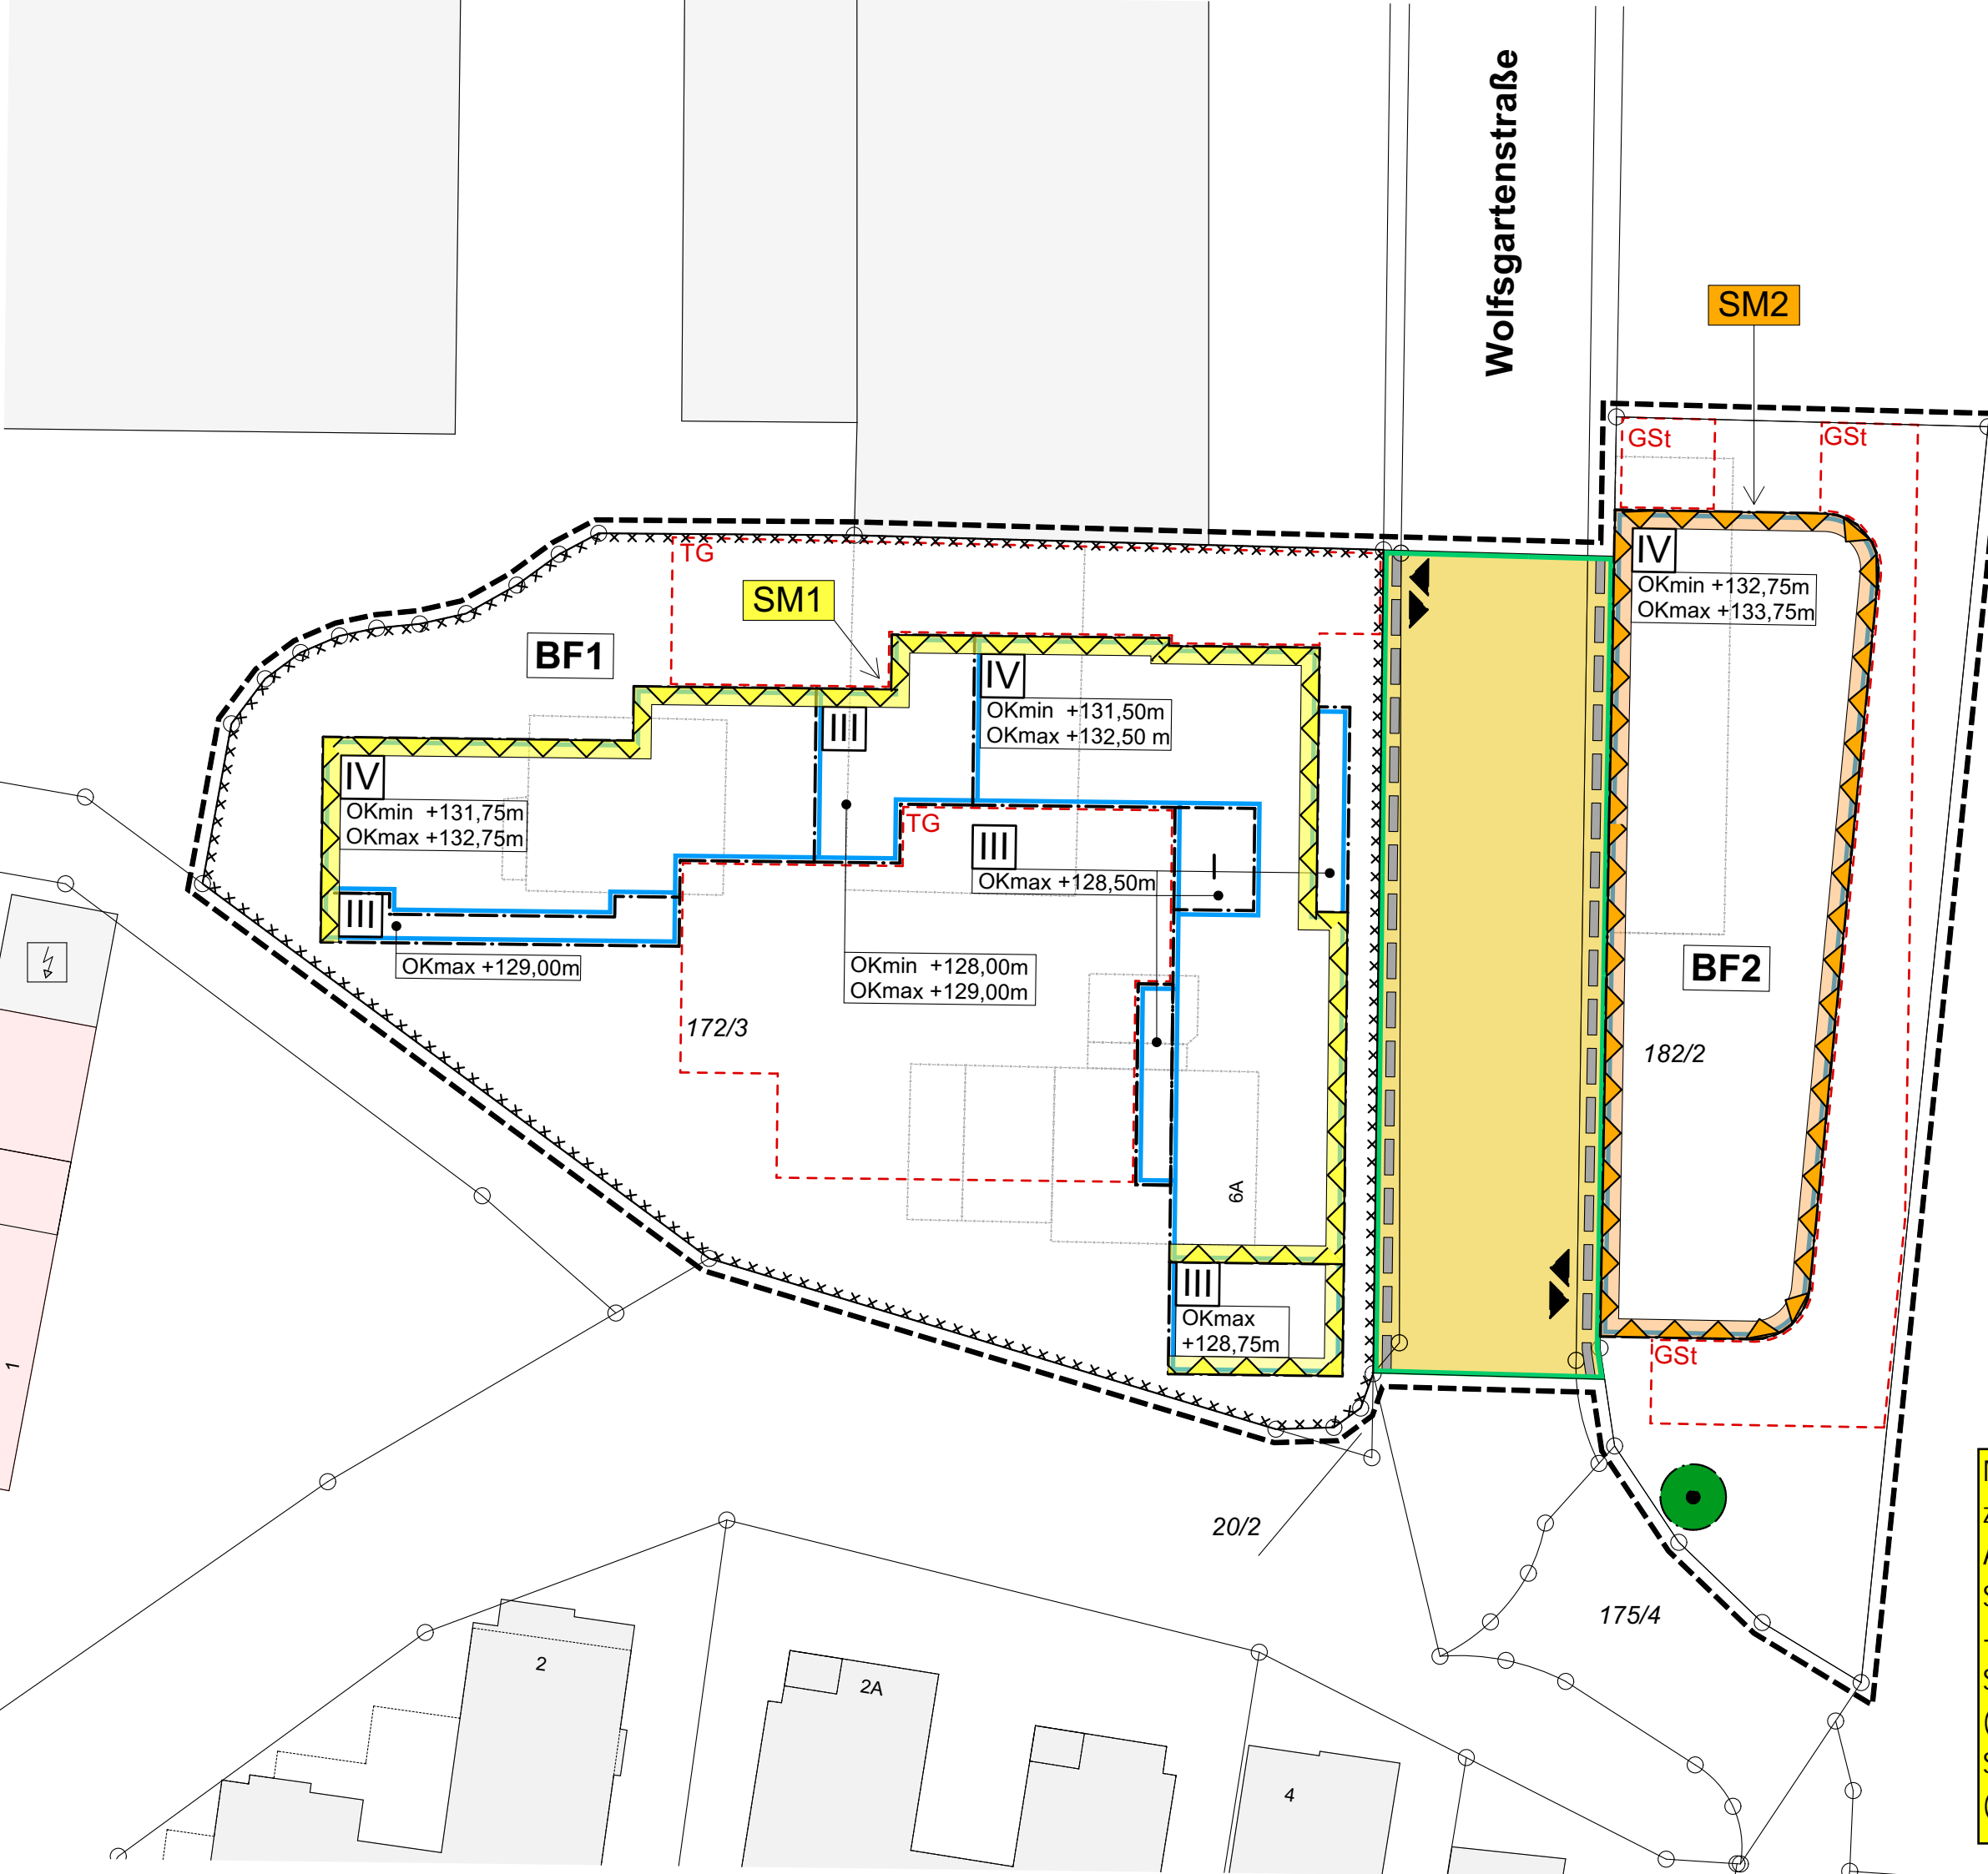 Wolfsgartenstraße
SM2
GSt
GSt
TG
IV
OKmin +132,75m
OKmax +133,75m
SM1
BF1
IV
OKmin +131,50m
OKmax +132,50 m
III
IV
OKmin +131,75m
OKmax +132,75m
TG
III
OKmax +128,50m
I
III
OKmax +129,00m
OKmin +128,00m
OKmax +129,00m
BF2
172/3
182/2
6A
III
OKmax
+128,75m
GSt
1
20/2
175/4
2
2A
4